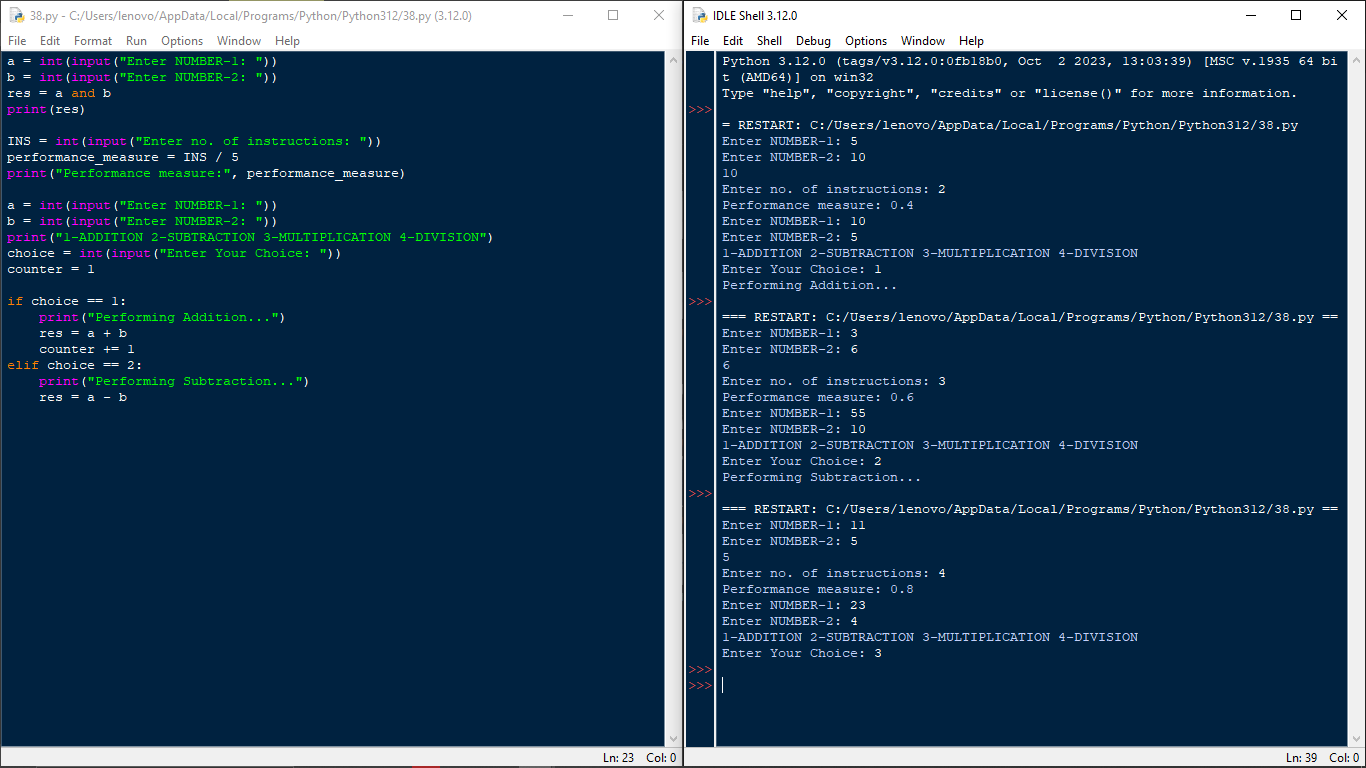 38.py - C:/Users/lenovo/AppData/Local/Programs/Python/Python312/38.py (3.12.0)
File Edit Format Run Options Window Help
a = int(input("Enter NUMBER-1: "))
b = int(input("Enter NUMBER-2: "))
res = a and b
print(res)
INS = int(input("Enter no. of instructions: "))
performance_measure = INS / 5
print("Performance measure:", performance_measure)
a = int(input("Enter NUMBER-1: "))
b = int(input("Enter NUMBER-2: "))
print("1-ADDITION 2-SUBTRACTION 3-MULTIPLICATION 4-DIVISION")
choice = int(input("Enter Your Choice: "))
counter = 1
if choice == 1:
    print("Performing Addition...")
    res = a + b
    counter += 1
elif choice == 2:
    print("Performing Subtraction...")
    res = a - b
Ln: 23 Col: 0
IDLE Shell 3.12.0
File Edit Shell Debug Options Window Help
Python 3.12.0 (tags/v3.12.0:0fb18b0, Oct  2 2023, 13:03:39) [MSC v.1935 64 bi
t (AMD64)] on win32
Type "help", "copyright", "credits" or "license()" for more information.
>>>
= RESTART: C:/Users/lenovo/AppData/Local/Programs/Python/Python312/38.py
Enter NUMBER-1: 5
Enter NUMBER-2: 10
10
Enter no. of instructions: 2
Performance measure: 0.4
Enter NUMBER-1: 10
Enter NUMBER-2: 5
1-ADDITION 2-SUBTRACTION 3-MULTIPLICATION 4-DIVISION
Enter Your Choice: 1
Performing Addition...
>>>
=== RESTART: C:/Users/lenovo/AppData/Local/Programs/Python/Python312/38.py ==
Enter NUMBER-1: 3
Enter NUMBER-2: 6
6
Enter no. of instructions: 3
Performance measure: 0.6
Enter NUMBER-1: 55
Enter NUMBER-2: 10
1-ADDITION 2-SUBTRACTION 3-MULTIPLICATION 4-DIVISION
Enter Your Choice: 2
Performing Subtraction...
>>>
=== RESTART: C:/Users/lenovo/AppData/Local/Programs/Python/Python312/38.py ==
Enter NUMBER-1: 11
Enter NUMBER-2: 5
5
Enter no. of instructions: 4
Performance measure: 0.8
Enter NUMBER-1: 23
Enter NUMBER-2: 4
1-ADDITION 2-SUBTRACTION 3-MULTIPLICATION 4-DIVISION
Enter Your Choice: 3
>>>
>>>
Ln: 39 Col: 0